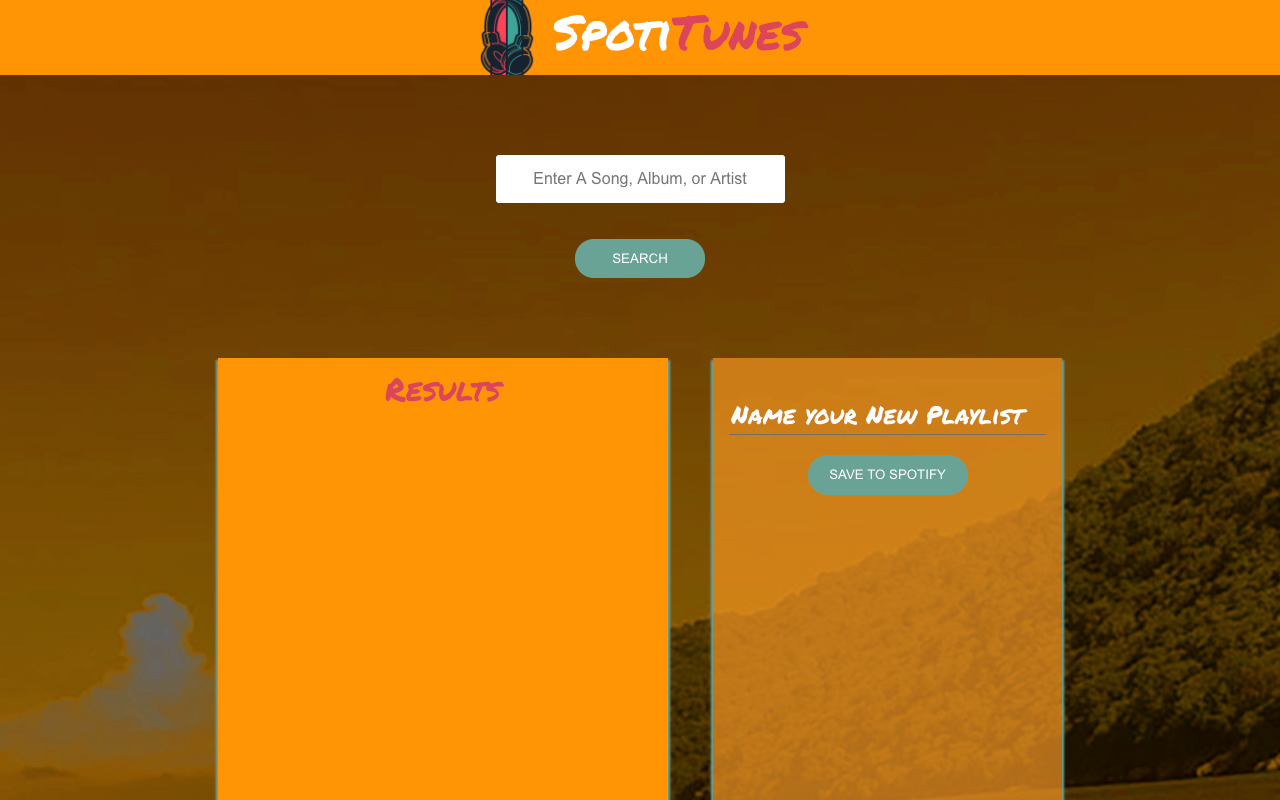 SpotiTunes
Enter A Song, Album, or Artist
SEARCH
Results
Name your New Playlist
SAVE TO SPOTIFY